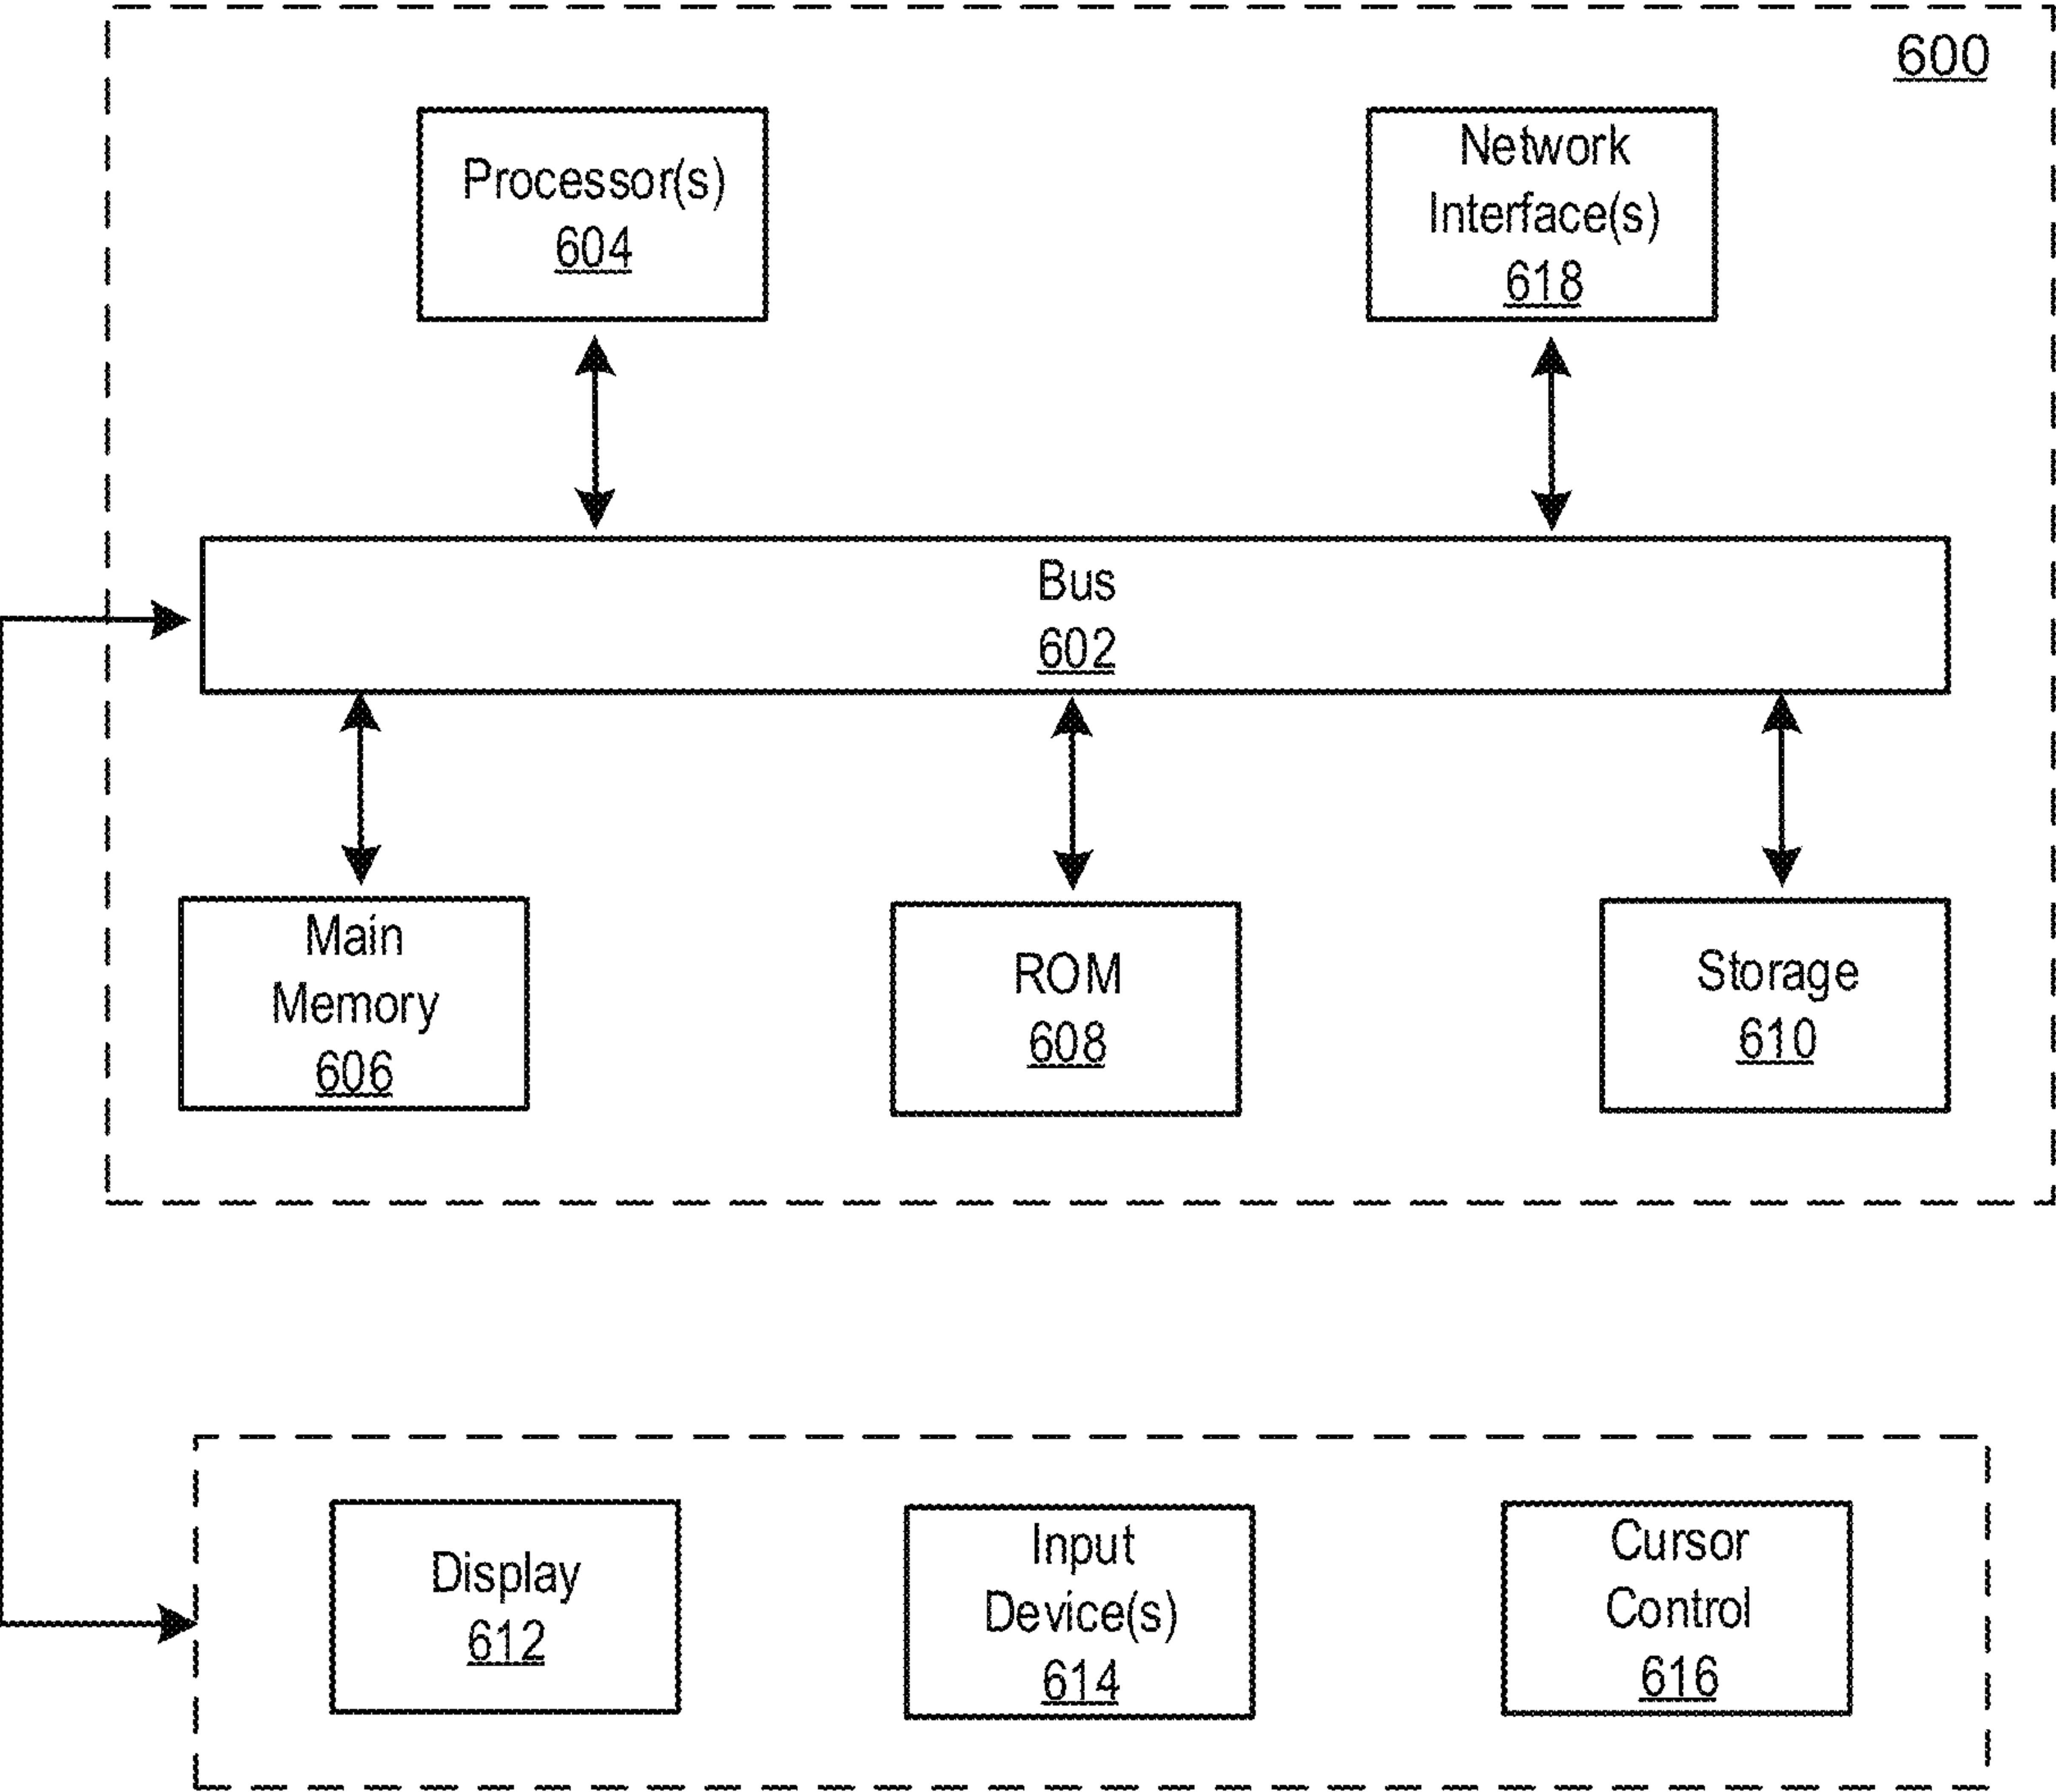 600
Processor(s)
604
Network
Interface(s)
618
Bus
602
Main
Memory
606
ROM
608
Storage
610
Display
612
Input
Device(s)
614
Cursor
Control
616